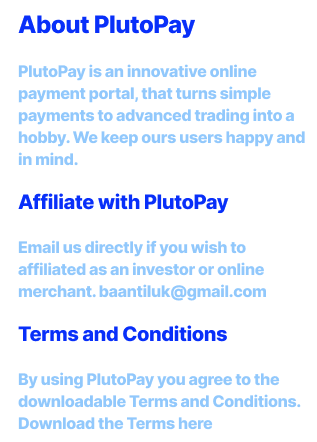 About PlutoPay
PlutoPay is an innovative online
payment portal, that turns simple
payments to advanced trading into a
hobby. We keep ours users happy and
in mind.
Affiliate with PlutoPay
Email us directly if you wish to
affiliated as an investor or online
merchant. baantiluk@gmail.com
Terms and Conditions
By using PlutoPay you agree to the
downloadable Terms and Conditions.
Download the Terms here